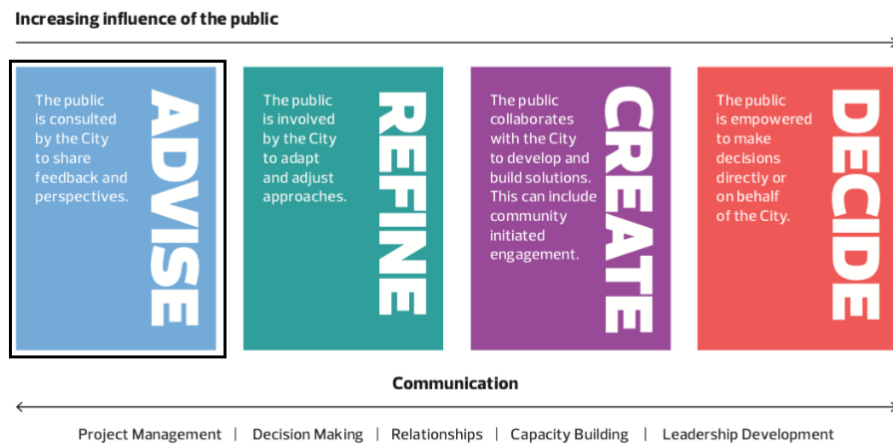 Increasing influence of the public
The public
is consulted
by the City
to share
feedback and
perspectives.
ADVISE
The public
is involved
by the City
to adapt
and adjust
approaches.
REFINE
The public
collaborates
with the City
to develop and
build solutions.
This can include
community
initiated
engagement.
CREATE
The public
is empowered
to make
decisions
directly or
on behalf
of the City.
DECIDE
Communication
Project Management | Decision Making | Relationships | Capacity Building | Leadership Development